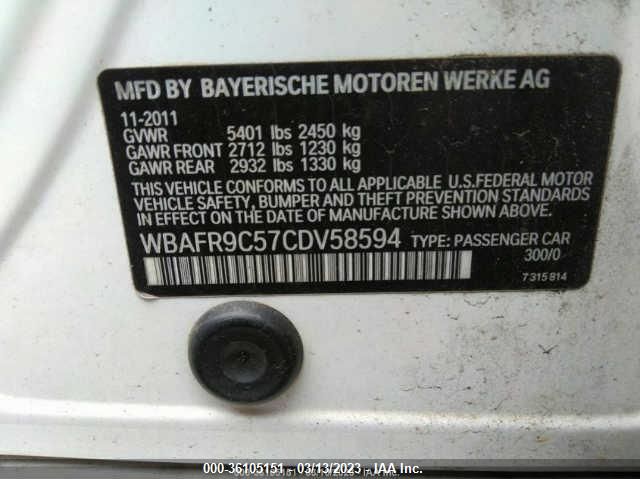 MFD BY BAYERISCHE MOTOREN WERKE AG
11-2011
GVWR 5401 lbs 2450 kg
GAWR FRONT 2712 lbs 1230 kg
GAWR REAR 2932 lbs 1330 kg
THIS VEHICLE CONFORMS TO ALL APPLICABLE U.S.FEDERAL MOTOR
VEHICLE SAFETY, BUMPER, AND THEFT PREVENTION STANDARDS
IN EFFECT ON THE DATE OF MANUFACTURE SHOWN ABOVE.
WBAFR9C57CDV58594 TYPE: PASSENGER CAR
300/0
7315814
000-36105151 - 03/13/2023 - IAA Inc.